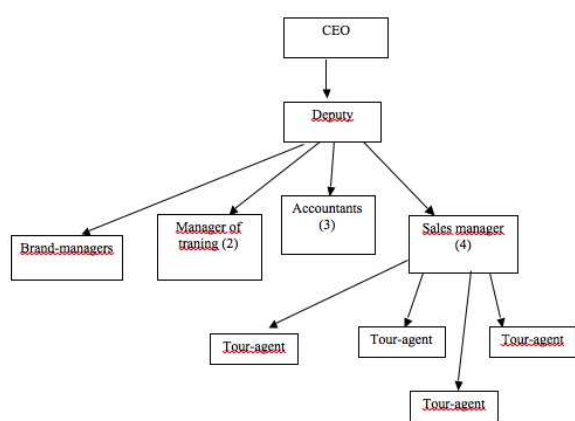 CEO
Deputy
Brand-managers
Manager of
traning (2)
Accountants
(3)
Sales manager
(4)
Tour-agent
Tour-agent
Tour-agent
Tour-agent